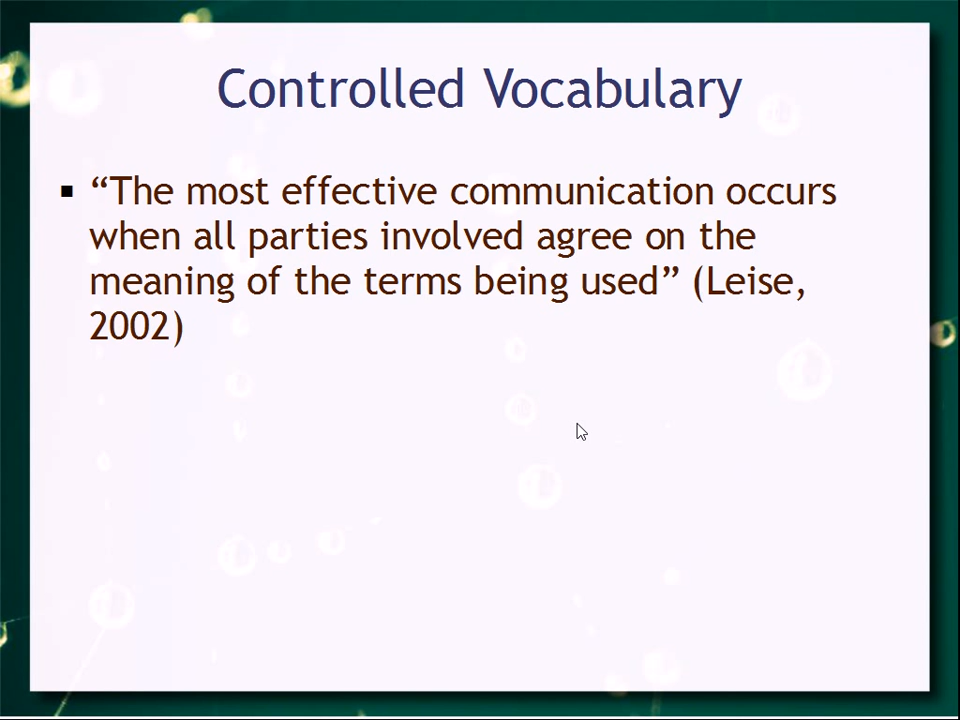 Controlled Vocabulary
▪ “The most effective communication occurs
when all parties involved agree on the
meaning of the terms being used” (Leise,
2002)